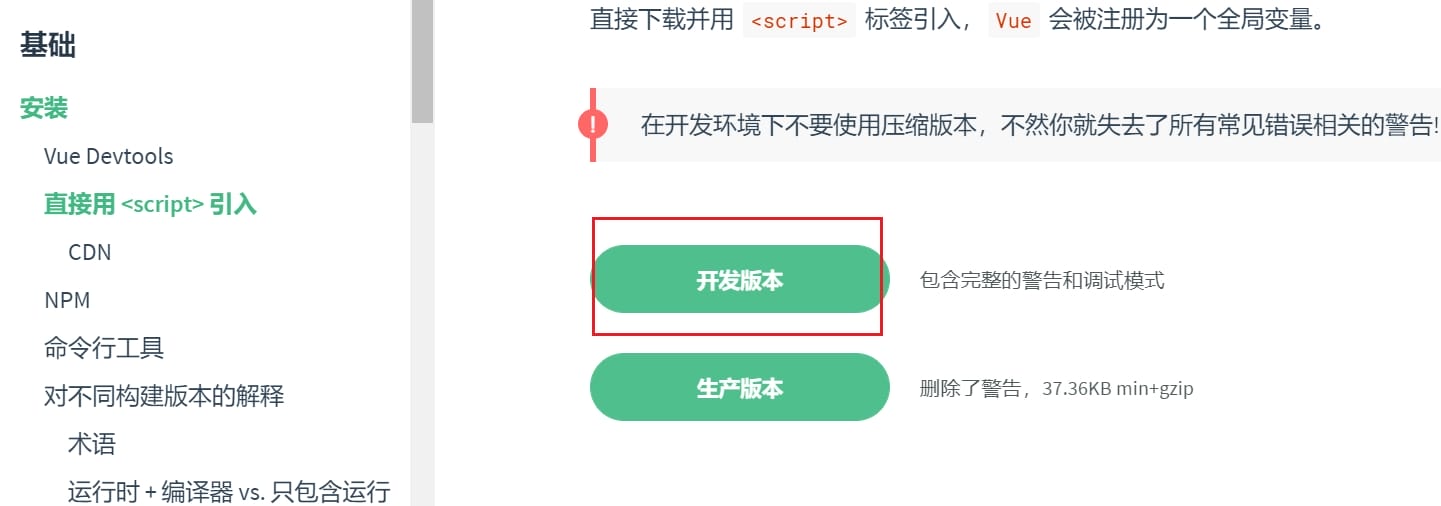 基础
安装
Vue Devtools
直接用 <script> 引入
CDN
NPM
命令行工具
对不同构建版本的解释
术语
运行时 + 编译器 vs. 只包含运行
直接下载并用 <script> 标签引入，Vue 会被注册为一个全局变量。
! 在开发环境下不要使用压缩版本，不然你就失去了所有常见错误相关的警告!
开发版本 包含完整的警告和调试模式
生产版本 删除了警告，37.36KB min+gzip